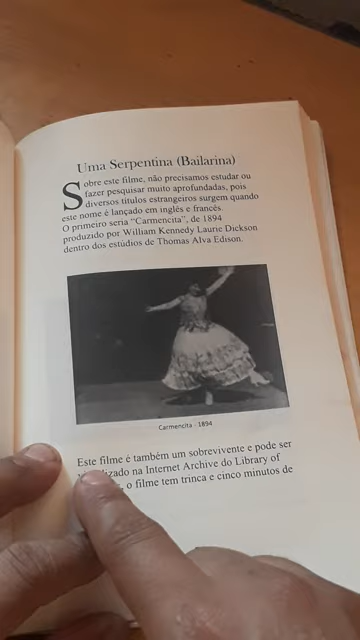 Uma Serpentina (Bailarina)
Sobre este filme, não precisamos estudar ou
fazer pesquisar muito aprofundadas, pois
diversos títulos estrangeiros surgem quando
este nome é lançado em inglês e francês.
O primeiro seria "Carmencita", de 1894
produzido por William Kennedy Laurie Dickson
dentro dos estúdios de Thomas Alva Edison.
Carmencita - 1894
Este filme é também um sobrevivente e pode ser
na Internet Archive do Library of
o filme tem trinca e cinco minutos de